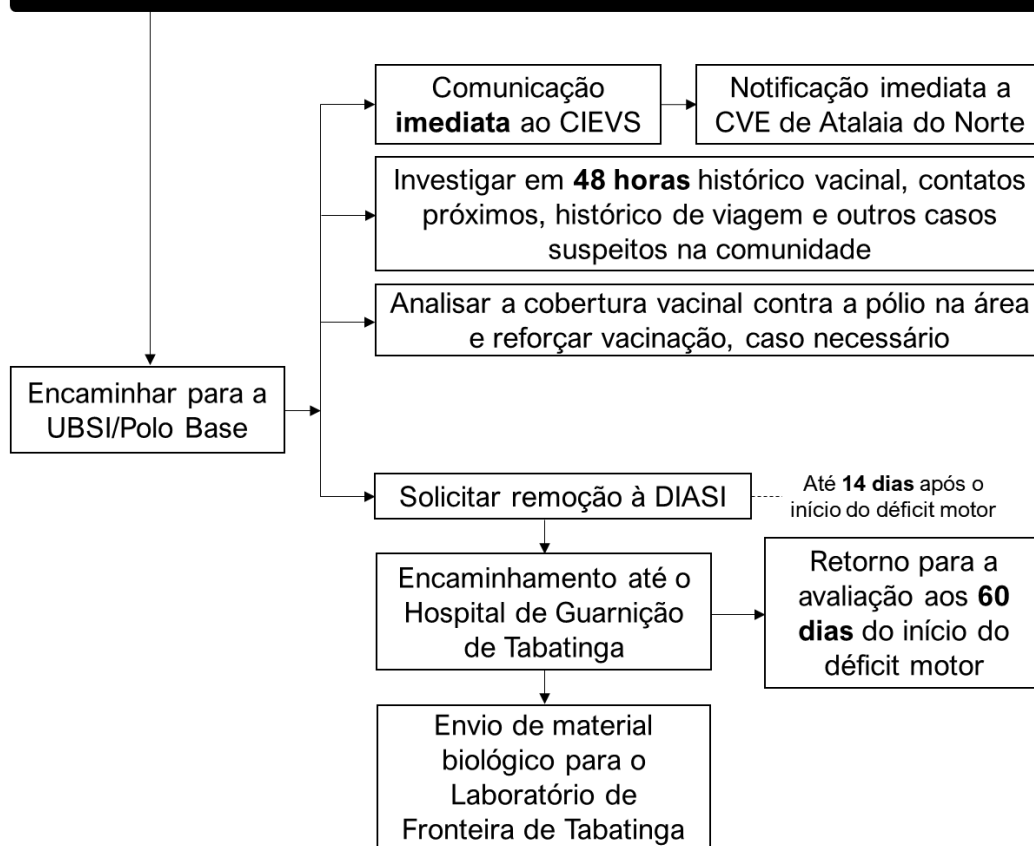 Comunicação
imediata ao CIEVS
Notificação imediata a
CVE de Atalaia do Norte
Investigar em 48 horas histórico vacinal, contatos
próximos, histórico de viagem e outros casos
suspeitos na comunidade
Analisar a cobertura vacinal contra a pólio na área
e reforçar vacinação, caso necessário
Encaminhar para a
UBSI/Polo Base
Solicitar remoção à DIASI
Até 14 dias após o
início do déficit motor
Encaminhamento até o
Hospital de Guarnição
de Tabatinga
Retorno para a
avaliação aos 60
dias do início do
déficit motor
Envio de material
biológico para o
Laboratório de
Fronteira de Tabatinga